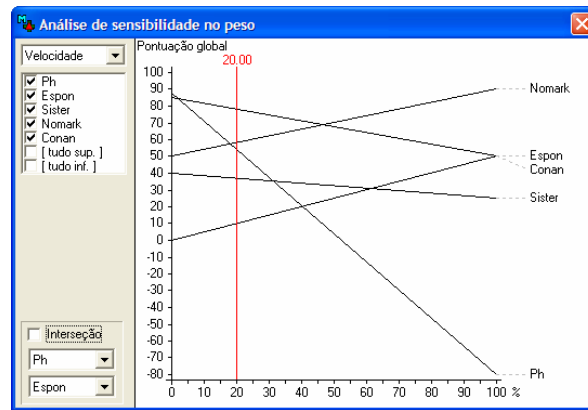 Análise de sensibilidade no peso
Velocidade
Ph
Espon
Sister
Nomark
Conan
[ tudo sup. ]
[ tudo inf. ]
Interseção
Ph
Espon
Pontuação global
20.00
100
90
80
70
60
50
40
30
20
10
0
-10
-20
-30
-40
-50
-60
-70
-80
Nomark
Espon
Conan
Sister
Ph
0 10 20 30 40 50 60 70 80 90 100 %